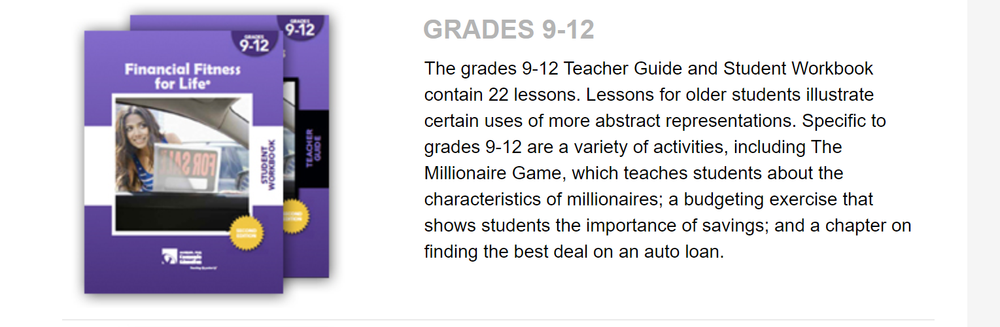 GRADES
9-12
GRADES
9-12
Financial Fitness
for Life®
FOR SALE
STUDENT
WORKBOOK
TEACHER
GUIDE
SECOND
EDITION
SECOND
EDITION
GRADES 9-12
The grades 9-12 Teacher Guide and Student Workbook
contain 22 lessons. Lessons for older students illustrate
certain uses of more abstract representations. Specific to
grades 9-12 are a variety of activities, including The
Millionaire Game, which teaches students about the
characteristics of millionaires; a budgeting exercise that
shows students the importance of savings; and a chapter on
finding the best deal on an auto loan.